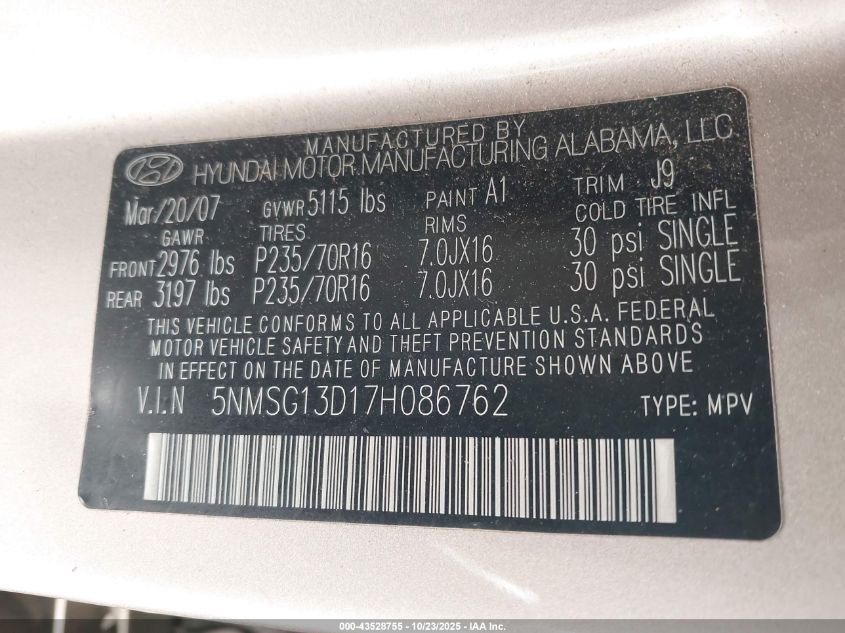 MANUFACTURED BY
HYUNDAI MOTOR MANUFACTURING ALABAMA, LLC
Mar/20/07 GVWR 5115 lbs PAINT A1 TRIM J9
GAWR TIRES RIMS COLD TIRE INFL
FRONT 2976 lbs P235/70R16 7.0JX16 30 psi SINGLE
REAR 3197 lbs P235/70R16 7.0JX16 30 psi SINGLE
THIS VEHICLE CONFORMS TO ALL APPLICABLE U.S.A. FEDERAL
MOTOR VEHICLE SAFETY AND THEFT PREVENTION STANDARDS
IN EFFECT ON THE DATE OF MANUFACTURE SHOWN ABOVE
V.I.N 5NMSG13D17H086762 TYPE: MPV
000-43528755 - 10/23/2025 - IAA Inc.